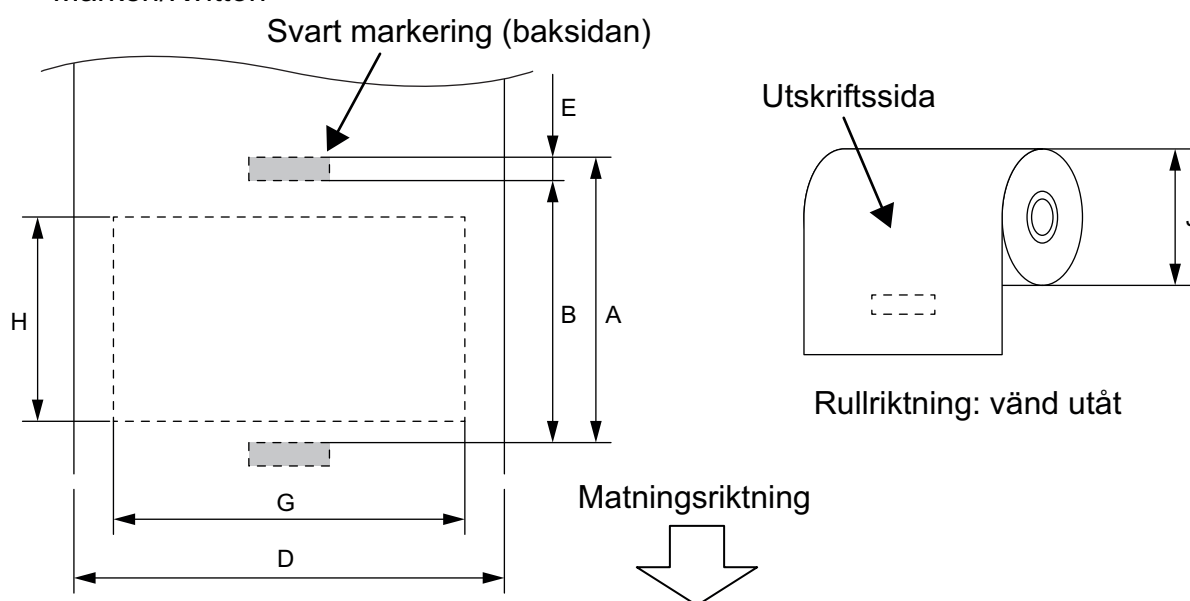 Svart markering (baksidan)
E
Utskriftssida
H
B
A
Rullriktning: vänd utåt
G
Matningsriktning
D